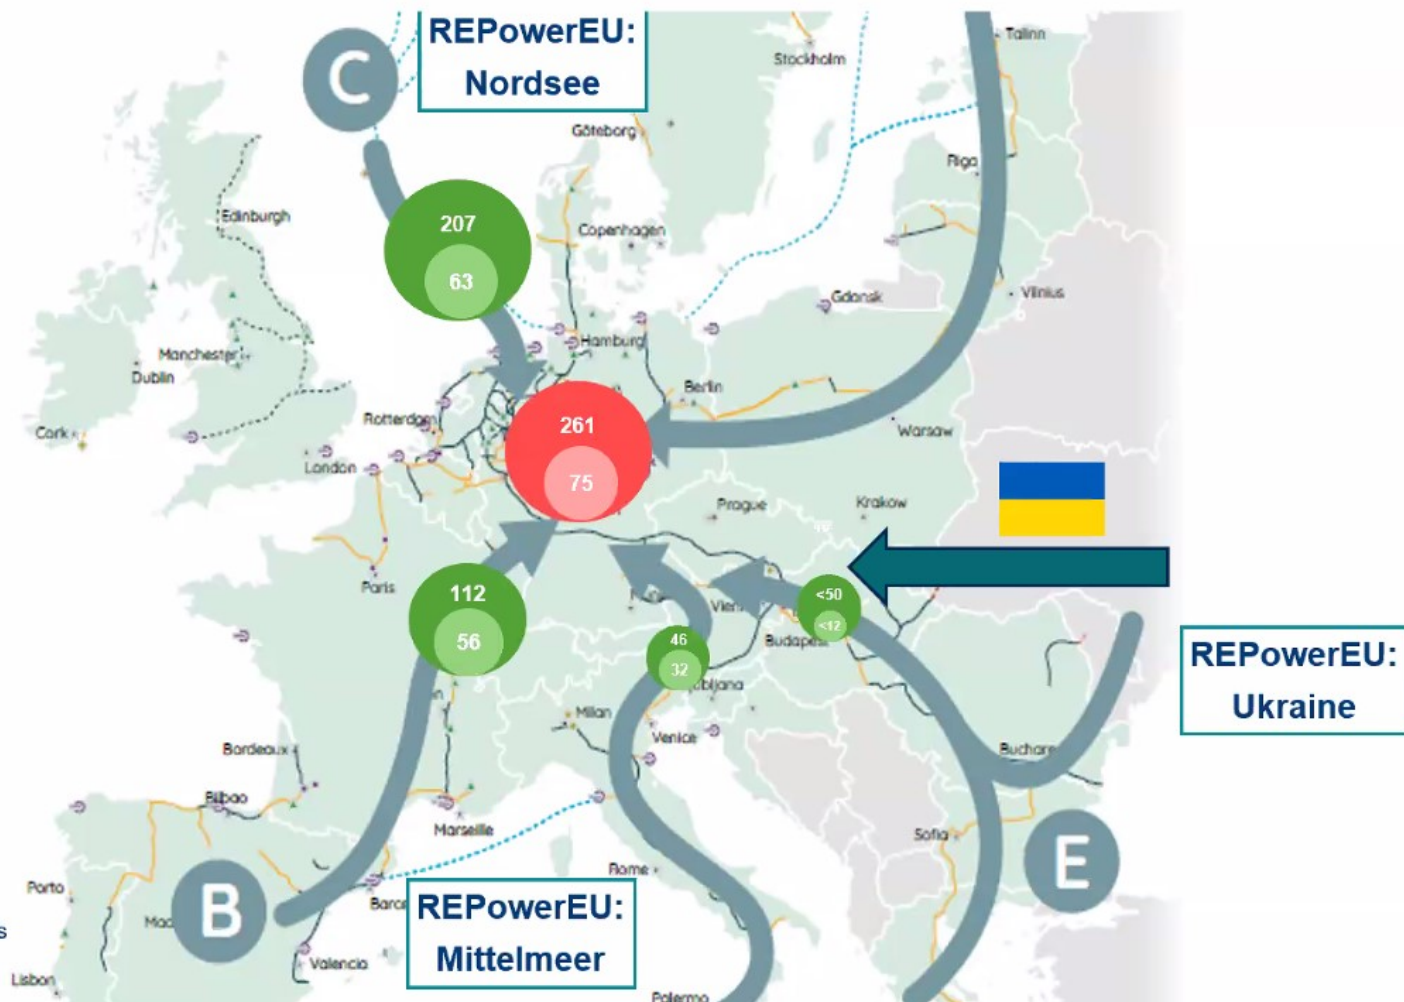 REPowerEU:
Nordsee
C
Tallinn
Stockholm
Göteborg
Riga
Edinburgh
207
Copenhagen
63
Gdansk
Vilnius
Hamburg
Manchester
Dublin
Berlin
Rotterdam
261
Cork
Warsaw
London
75
Prague
Krakow
Paris
112
<50
<12
56
46
Budapest
32
Milan
Venice
REPowerEU:
Ukraine
Bordeaux
Bilbao
Marseille
Sofia
E
Rome
Porto
B
REPowerEU:
Mittelmeer
s
Valencia
Lisbon
Palermo